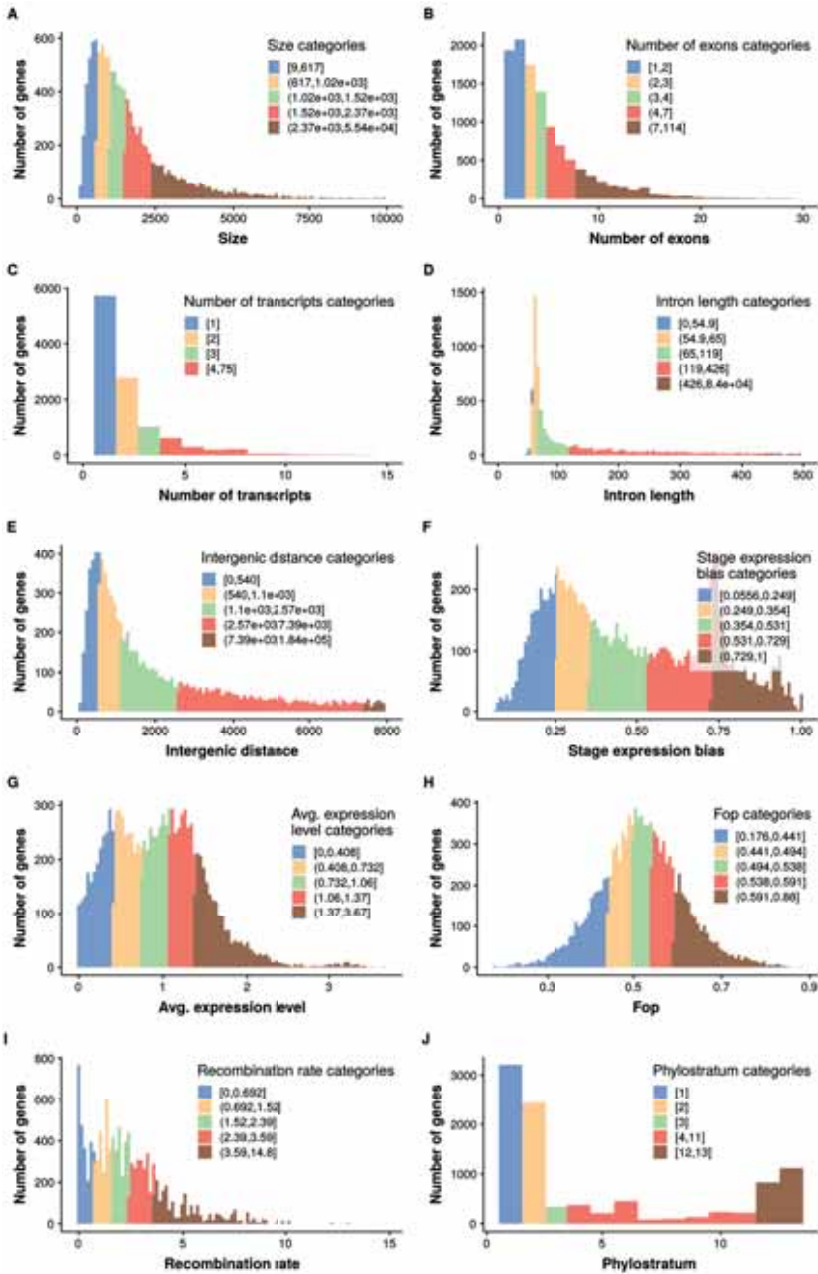 A
Number of genes
600
400
200
0
Size categories
[9,617]
(617,1.02e+03]
(1.02e+03,1.52e+03]
(1.52e+03,2.37e+03]
(2.37e+03,5.54e+04]
0 2500 5000 7500 10000
Size
B
Number of genes
2000
1500
1000
500
0
Number of exons categories
[1,2]
(2,3]
(3,4]
(4,7]
(7,114]
0 10 20 30
Number of exons
C
Number of genes
6000
4000
2000
0
Number of transcripts categories
[1]
[2]
[3]
[4,75]
0 5 10 15
Number of transcripts
D
Number of genes
1500
1000
500
0
Intron length categories
[0,54.9]
(54.9,65]
(65,119]
(119,426]
(426,8.4e+04]
0 100 200 300 400 500
Intron length
E
Number of genes
400
300
200
100
0
Intergenic distance categories
[0,540]
(540,1.1e+03]
(1.1e+03,2.57e+03]
(2.57e+037.39e+03]
(7.39e+031.84e+05]
0 2000 4000 6000 8000
Intergenic distance
F
Number of genes
200
100
0
Stage expression
bias categories
[0.0556,0.249]
(0.249,0.354]
(0.354,0.531]
(0.531,0.729]
(0.729,1]
0.25 0.50 0.75 1.00
Stage expression bias
G
Number of genes
300
200
100
0
Avg. expression
level categories
[0,0.408]
(0.408,0.732]
(0.732,1.06]
(1.06,1.37]
(1.37,3.67]
0 1 2 3
Avg. expression level
H
Number of genes
400
300
200
100
0
Fop categories
[0.176,0.441]
(0.441,0.494]
(0.494,0.538]
(0.538,0.591]
(0.591,0.88]
0.3 0.5 0.7 0.9
Fop
I
Number of genes
800
600
400
200
0
Recombination rate categories
[0,0.692]
(0.692,1.52]
(1.52,2.39]
(2.39,3.59]
(3.59,14.8]
0 5 10 15
Recombination rate
J
Number of genes
3000
2000
1000
0
Phylostratum categories
[1]
[2]
[3]
[4,11]
[12,13]
0 5 10
Phylostratum